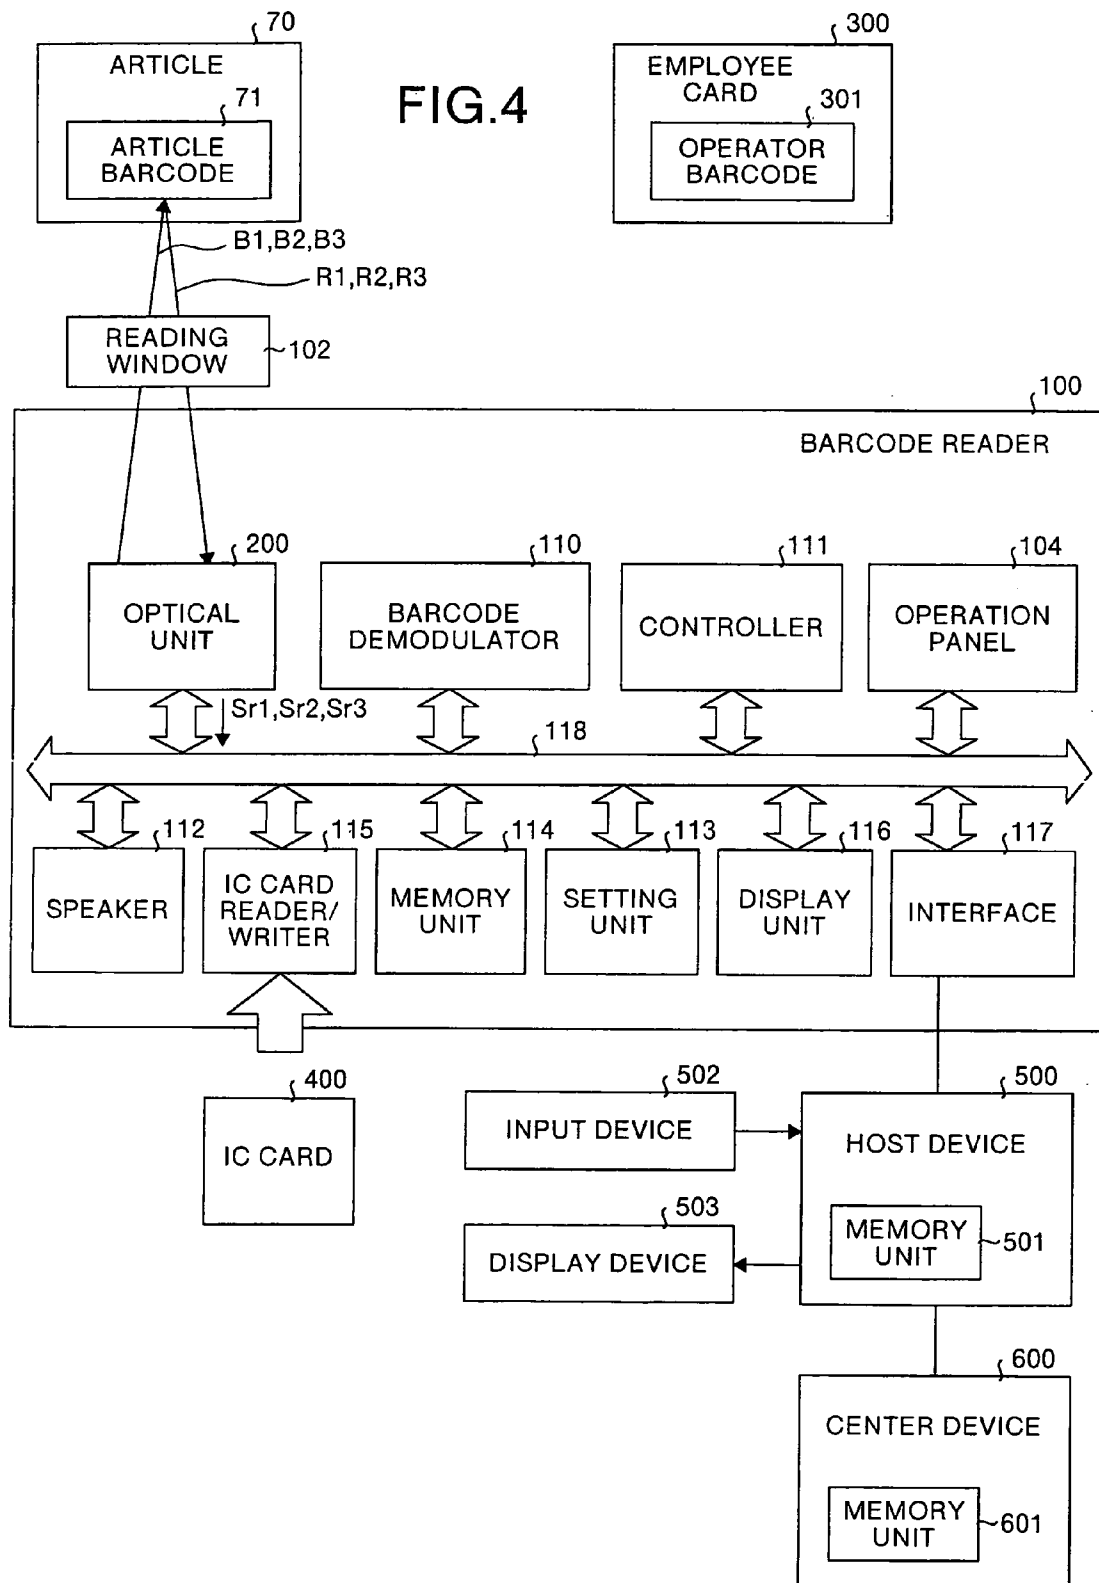 70
ARTICLE
71
ARTICLE
BARCODE
FIG.4
300
EMPLOYEE
CARD
301
OPERATOR
BARCODE
B1,B2,B3
R1,R2,R3
READING
WINDOW
102
100
BARCODE READER
200
OPTICAL
UNIT
110
BARCODE
DEMODULATOR
111
CONTROLLER
104
OPERATION
PANEL
Sr1,Sr2,Sr3
118
112
SPEAKER
115
IC CARD
READER/
WRITER
114
MEMORY
UNIT
113
SETTING
UNIT
116
DISPLAY
UNIT
117
INTERFACE
400
IC CARD
502
INPUT DEVICE
503
DISPLAY DEVICE
500
HOST DEVICE
MEMORY
UNIT
501
600
CENTER DEVICE
MEMORY
UNIT
601